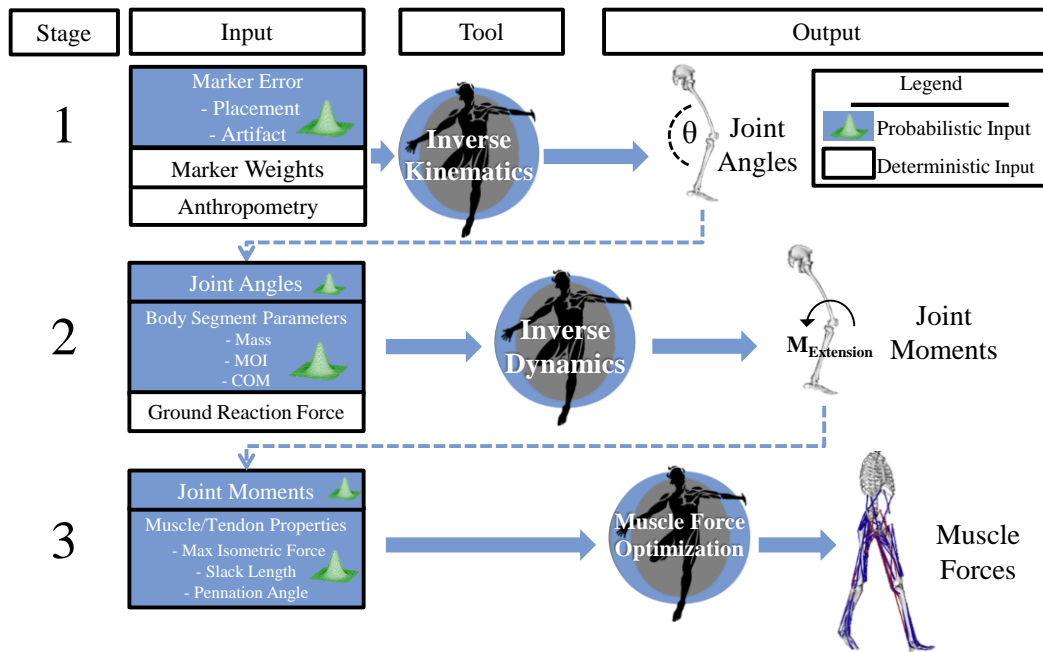 Stage
Input
Tool
Output
1
Marker Error
- Placement
- Artifact
Marker Weights
Anthropometry
Inverse
Kinematics
θ
Joint
Angles
Legend
Probabilistic Input
Deterministic Input
2
Joint Angles
Body Segment Parameters
- Mass
- MOI
- COM
Ground Reaction Force
Inverse
Dynamics
MExtension
Joint
Moments
3
Joint Moments
Muscle/Tendon Properties
- Max Isometric Force
- Slack Length
- Pennation Angle
Muscle Force
Optimization
Muscle
Forces